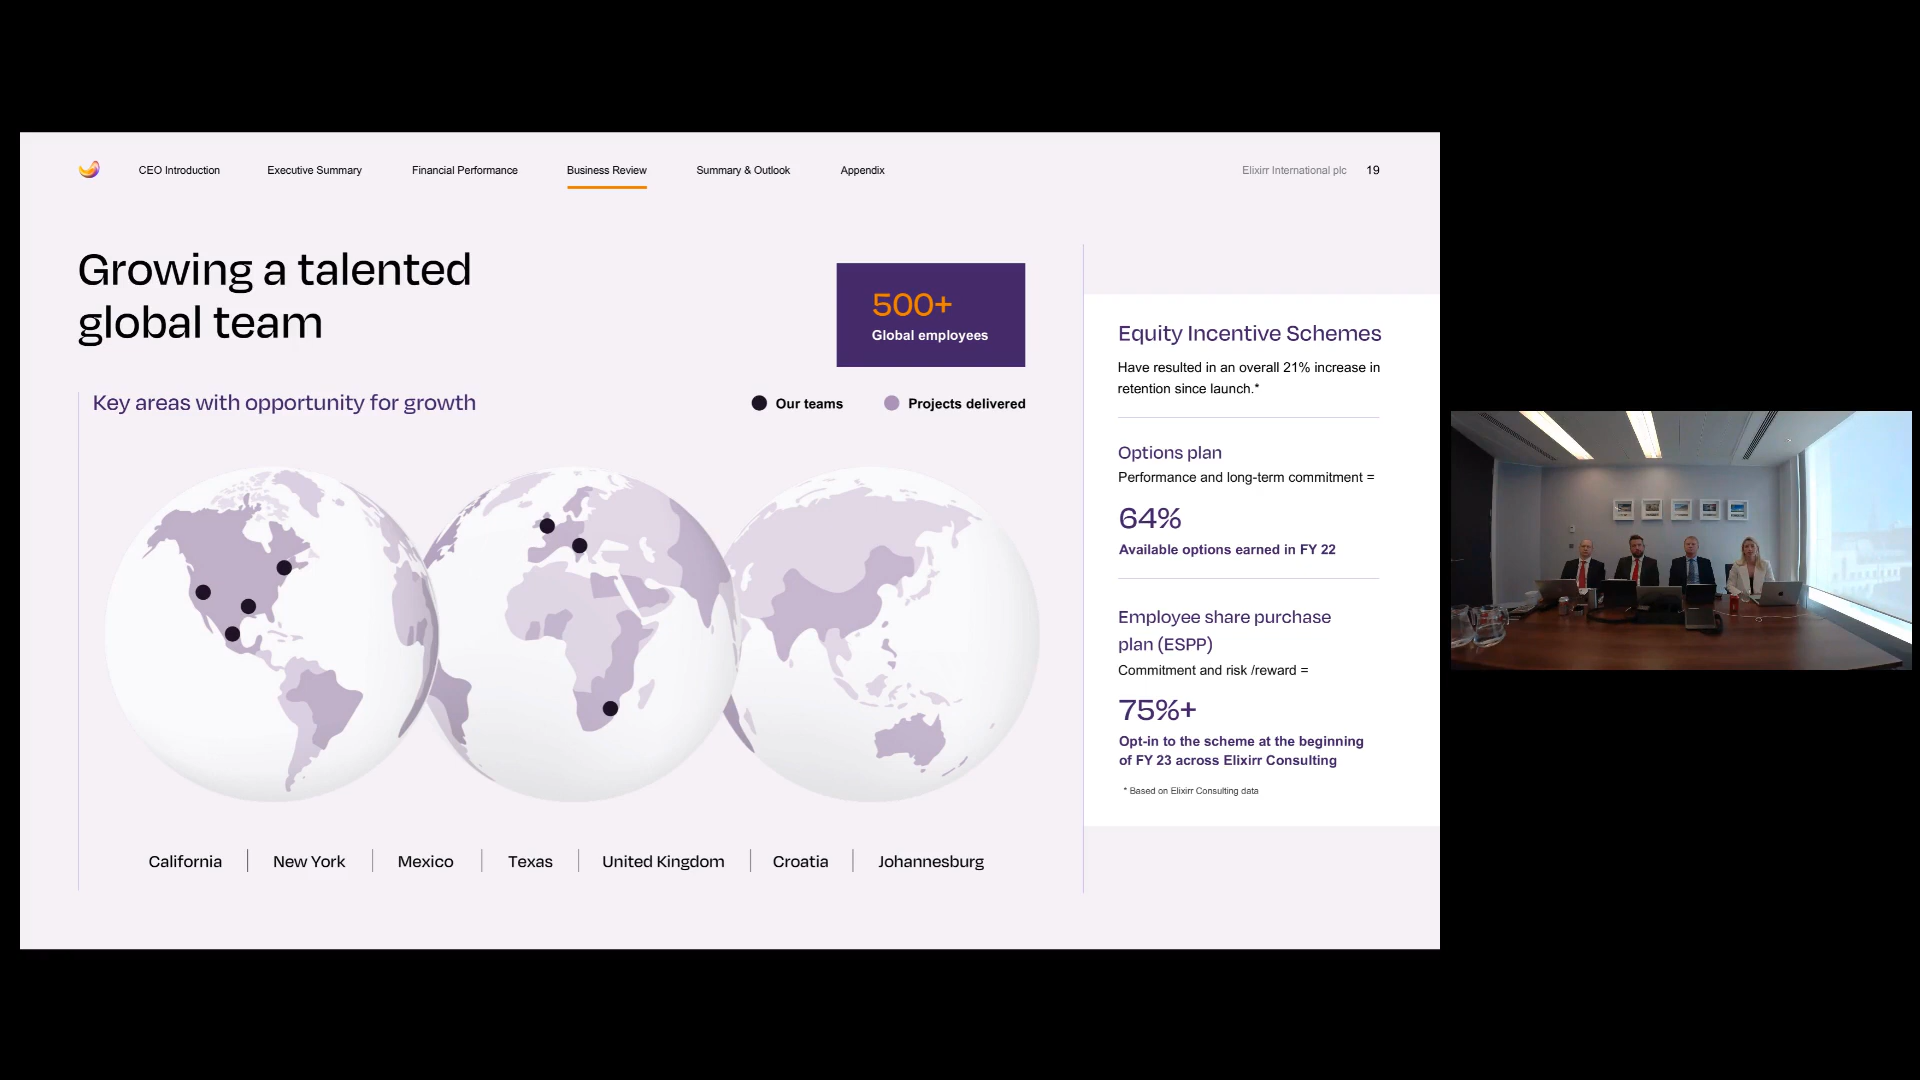 CEO Introduction
Executive Summary
Financial Performance
Business Review
Summary & Outlook
Appendix
Elixirr International plc
19
Growing a talented
global team
500+
Global employees
Key areas with opportunity for growth
Our teams
Projects delivered
California
New York
Mexico
Texas
United Kingdom
Croatia
Johannesburg
Equity Incentive Schemes
Have resulted in an overall 21% increase in
retention since launch.*
Options plan
Performance and long-term commitment =
64%
Available options earned in FY 22
Employee share purchase
plan (ESPP)
Commitment and risk /reward =
75%+
Opt-in to the scheme at the beginning
of FY 23 across Elixirr Consulting
* Based on Elixirr Consulting data